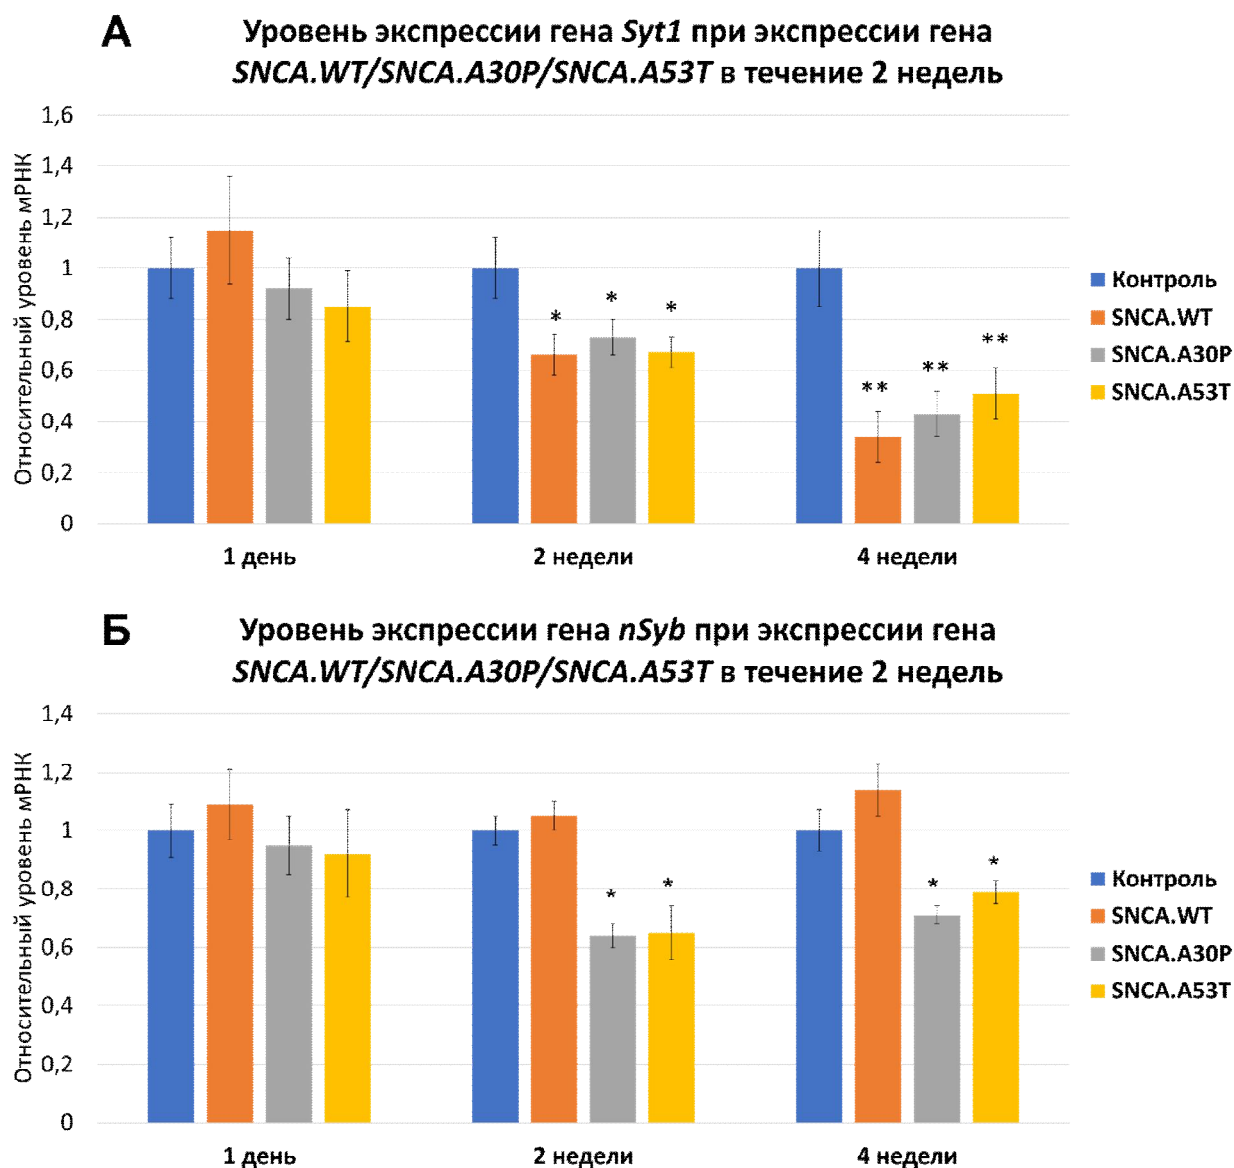 А
Уровень экспрессии гена Syt1 при экспрессии гена
SNCA.WT/SNCA.A30P/SNCA.A53T в течение 2 недель
Относительный уровень мРНК
1,6
1,4
1,2
1
0,8
0,6
0,4
0,2
0
*
*
*
**
**
**
1 день
2 недели
4 недели
Контроль
SNCA.WT
SNCA.A30P
SNCA.A53T
Б
Уровень экспрессии гена nSyb при экспрессии гена
SNCA.WT/SNCA.A30P/SNCA.A53T в течение 2 недель
Относительный уровень мРНК
1,4
1,2
1
0,8
0,6
0,4
0,2
0
*
*
*
*
1 день
2 недели
4 недели
Контроль
SNCA.WT
SNCA.A30P
SNCA.A53T